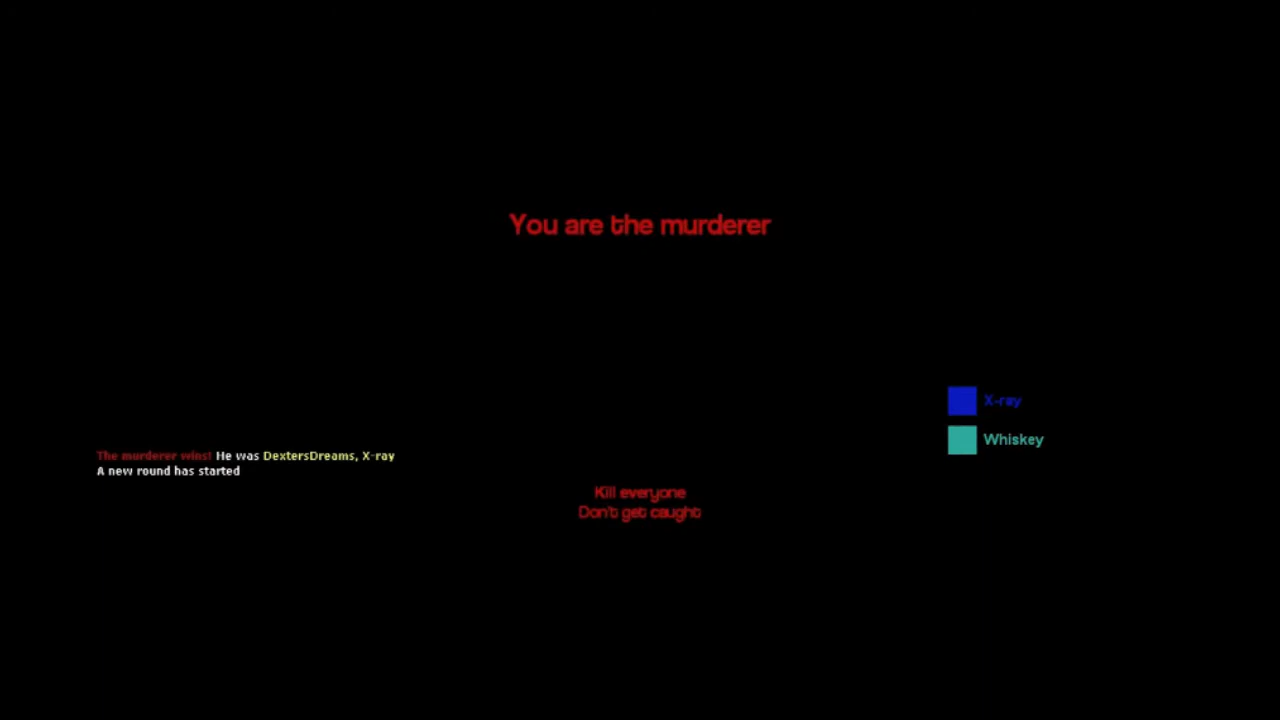 You are the murderer
X-ray
Whiskey
The murderer wins! He was DextersDreams, X-ray
A new round has started
Kill everyone
Don't get caught